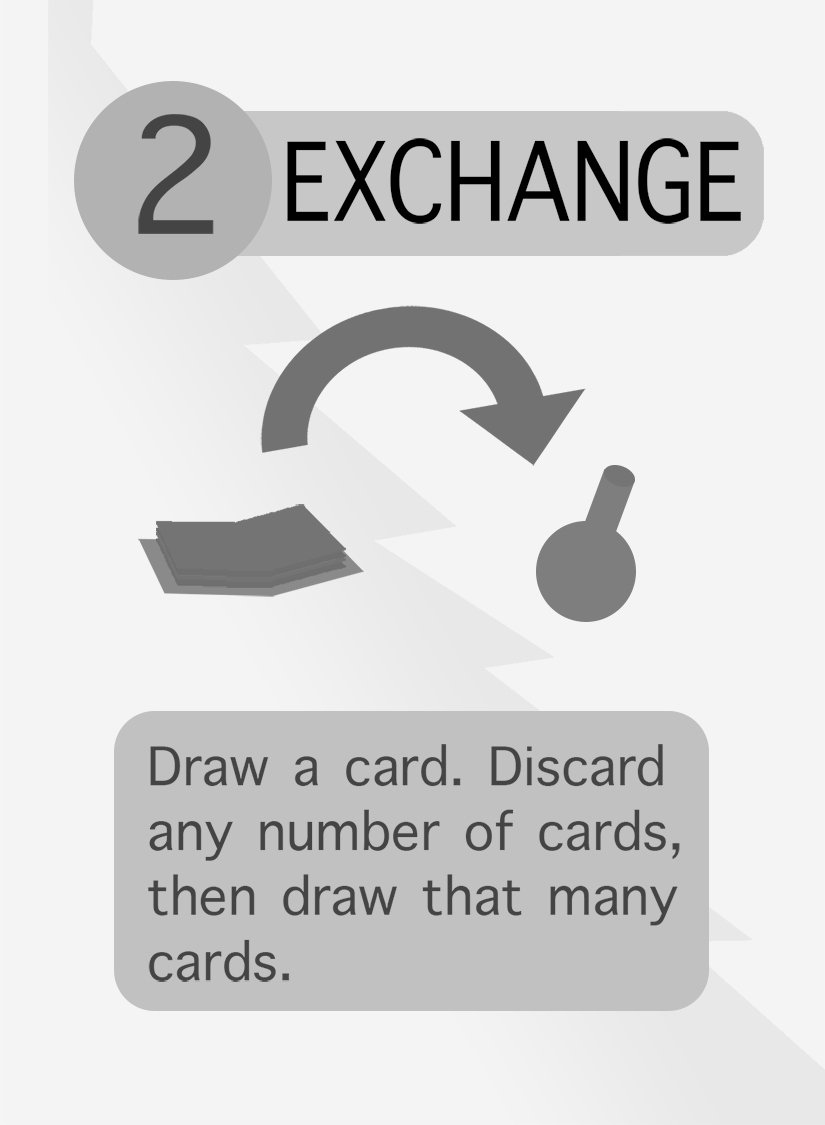 2 EXCHANGE
Draw a card. Discard
any number of cards,
then draw that many
cards.